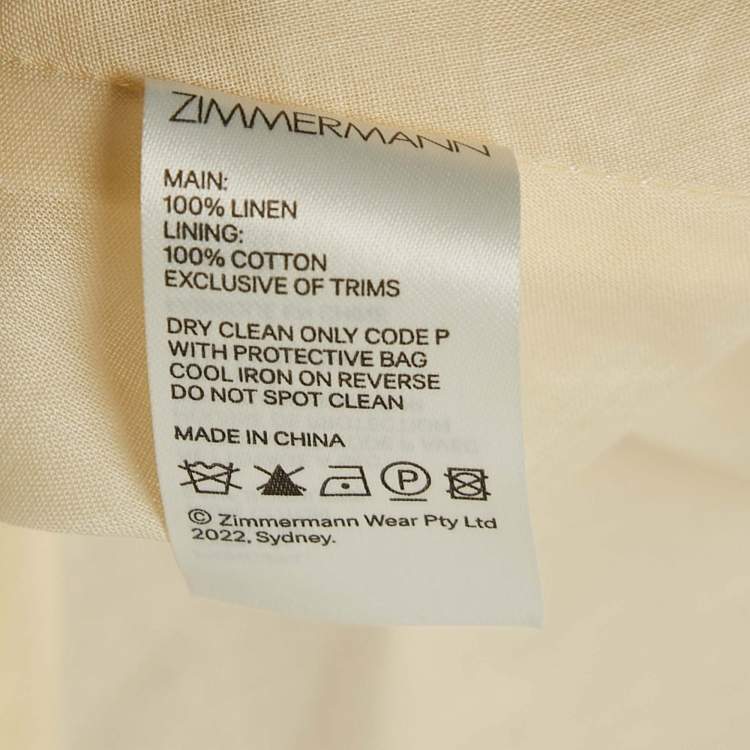 ZIMMERMANN
MAIN:
100% LINEN
LINING:
100% COTTON
EXCLUSIVE OF TRIMS
DRY CLEAN ONLY CODE P
WITH PROTECTIVE BAG
COOL IRON ON REVERSE
DO NOT SPOT CLEAN
MADE IN CHINA
P
© Zimmermann Wear Pty Ltd
2022, Sydney.